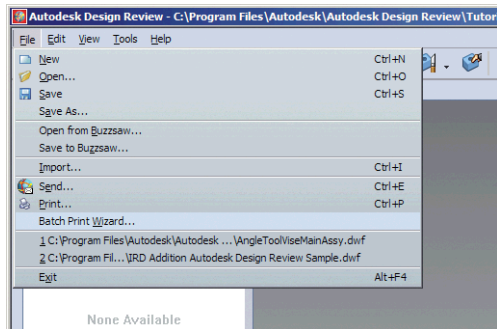 Autodesk Design Review - C:\Program Files\Autodesk\Autodesk Design Review\Tutor
File Edit View Tools Help
New Ctrl+N
Open... Ctrl+O
Save Ctrl+S
Save As...
Open from Buzzsaw...
Save to Buzzsaw...
Import... Ctrl+I
Send... Ctrl+E
Print... Ctrl+P
Batch Print Wizard...
1 C:\Program Files\Autodesk\Autodesk ...\AngleToolViseMainAssy.dwf
2 C:\Program Fil...\IRD Addition Autodesk Design Review Sample.dwf
Exit Alt+F4
None Available